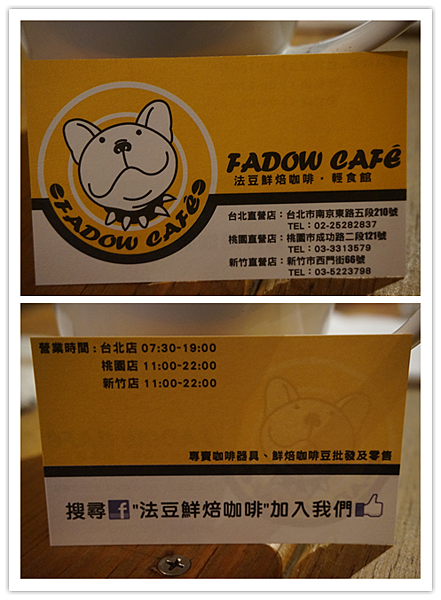 FADOW CAFÉ
FADOW CAFÉ
法豆鮮焙咖啡．輕食館
台北直營店：台北市南京東路五段210號
TEL：02-25282837
桃園直營店：桃園市成功路二段121號
TEL：03-3313579
新竹直營店：新竹市西門街66號
TEL：03-5223798
營業時間：台北店 07:30-19:00
桃園店 11:00-22:00
新竹店 11:00-22:00
專賣咖啡器具、鮮焙咖啡豆批發及零售
搜尋f"法豆鮮焙咖啡"加入我們